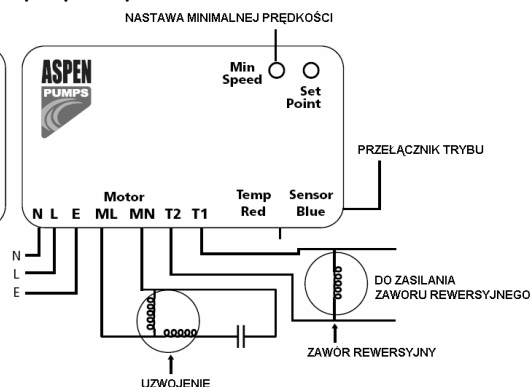 NASTAWA MINIMALNEJ PRĘDKOŚCI
ASPEN
PUMPS
Min
Speed
Set
Point
PRZEŁĄCZNIK TRYBU
Motor
Temp
Red
Sensor
Blue
N L E ML MN T2 T1
N
L
E
DO ZASILANIA
ZAWORU REWERSYJNEGO
ZAWÓR REWERSYJNY
UZWOJENIE